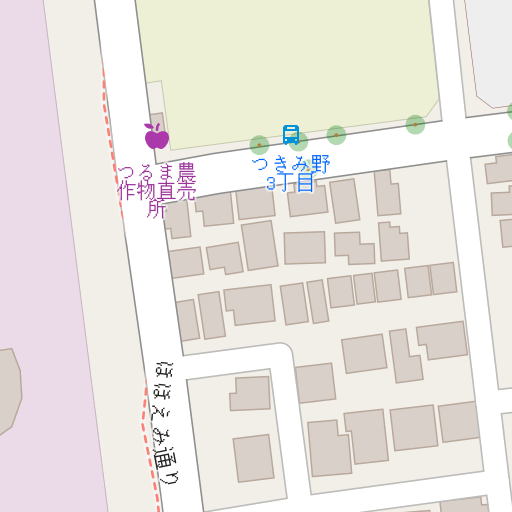 つるま農
作物直売
所
つきみ野
3丁目
ほほえみ通り